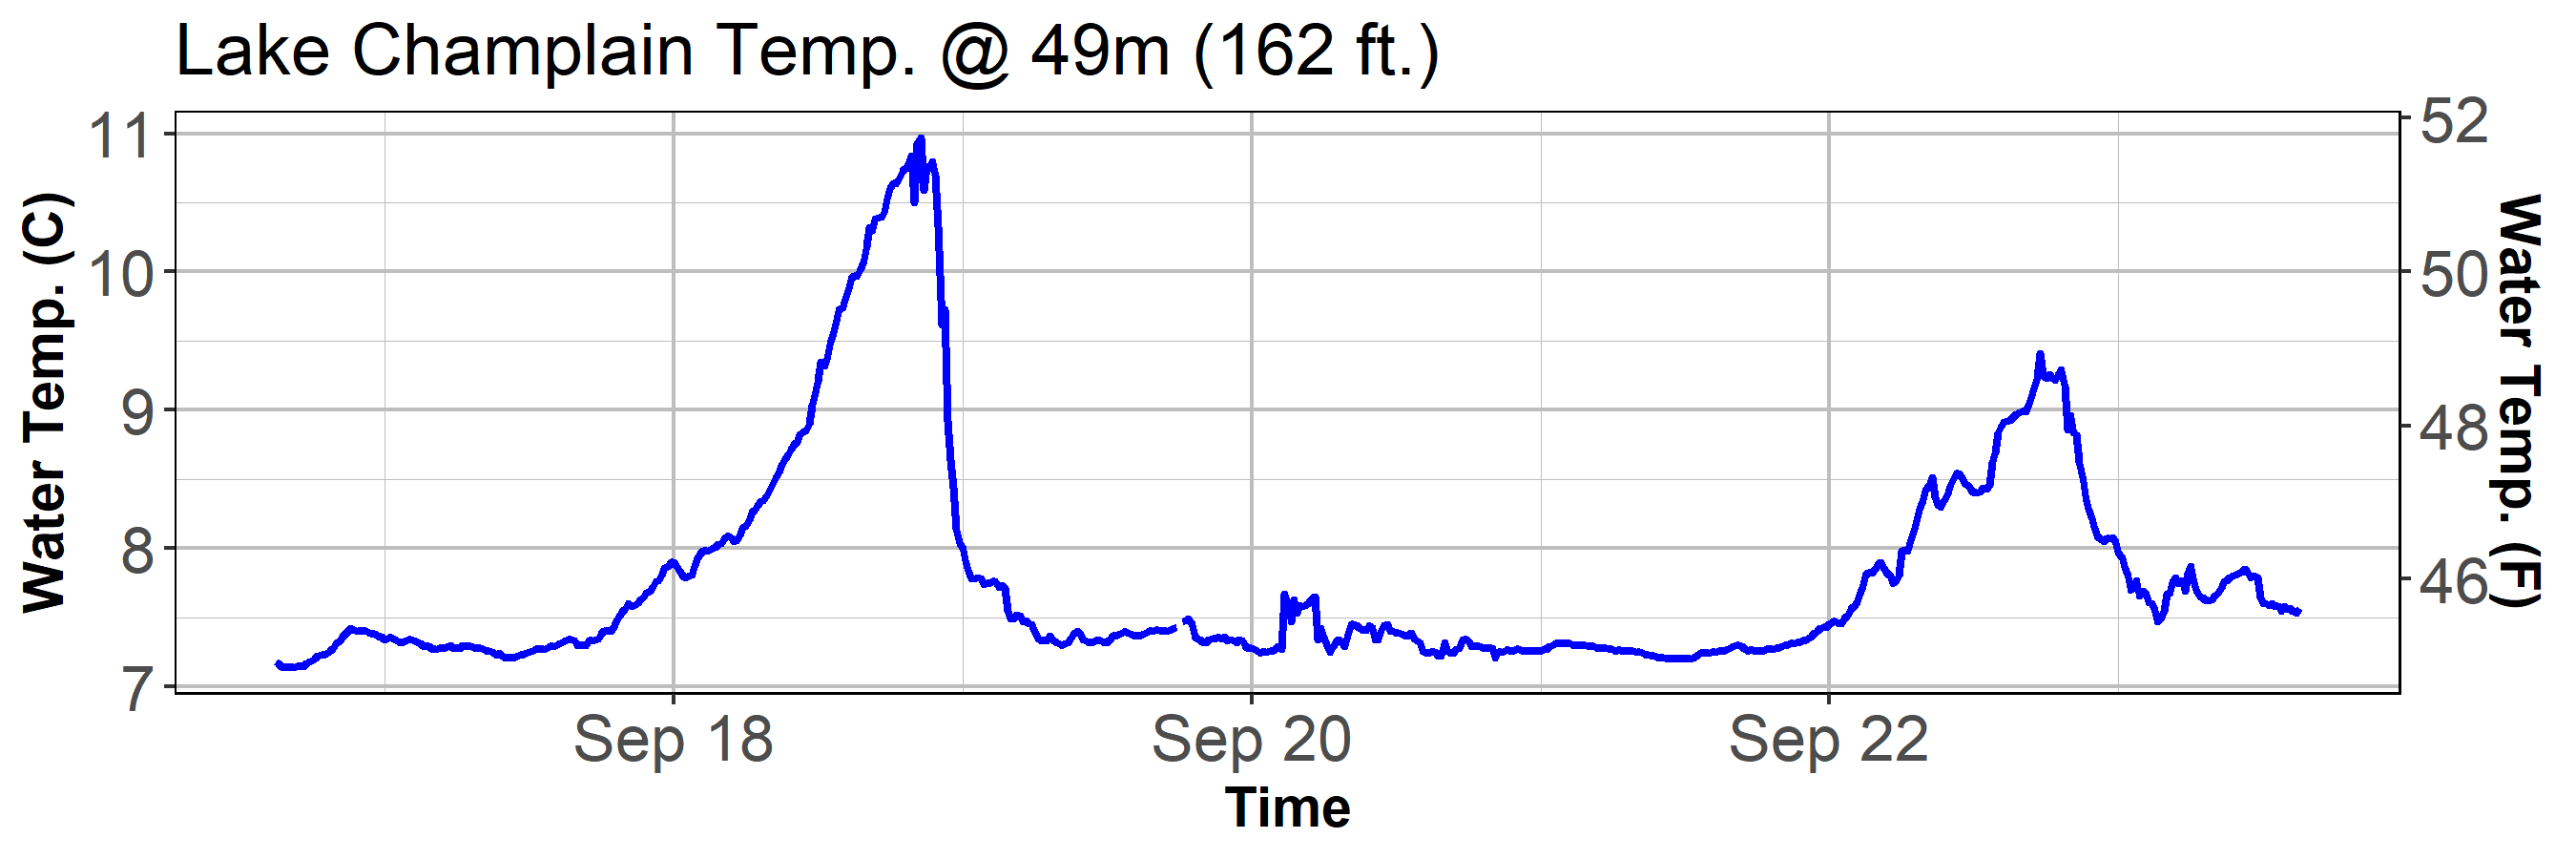 Lake Champlain Temp. @ 49m (162 ft.)
Water Temp. (C)
11
10
9
8
7
52
50
48
46
Water Temp. (F)
Sep 18
Sep 20
Sep 22
Time